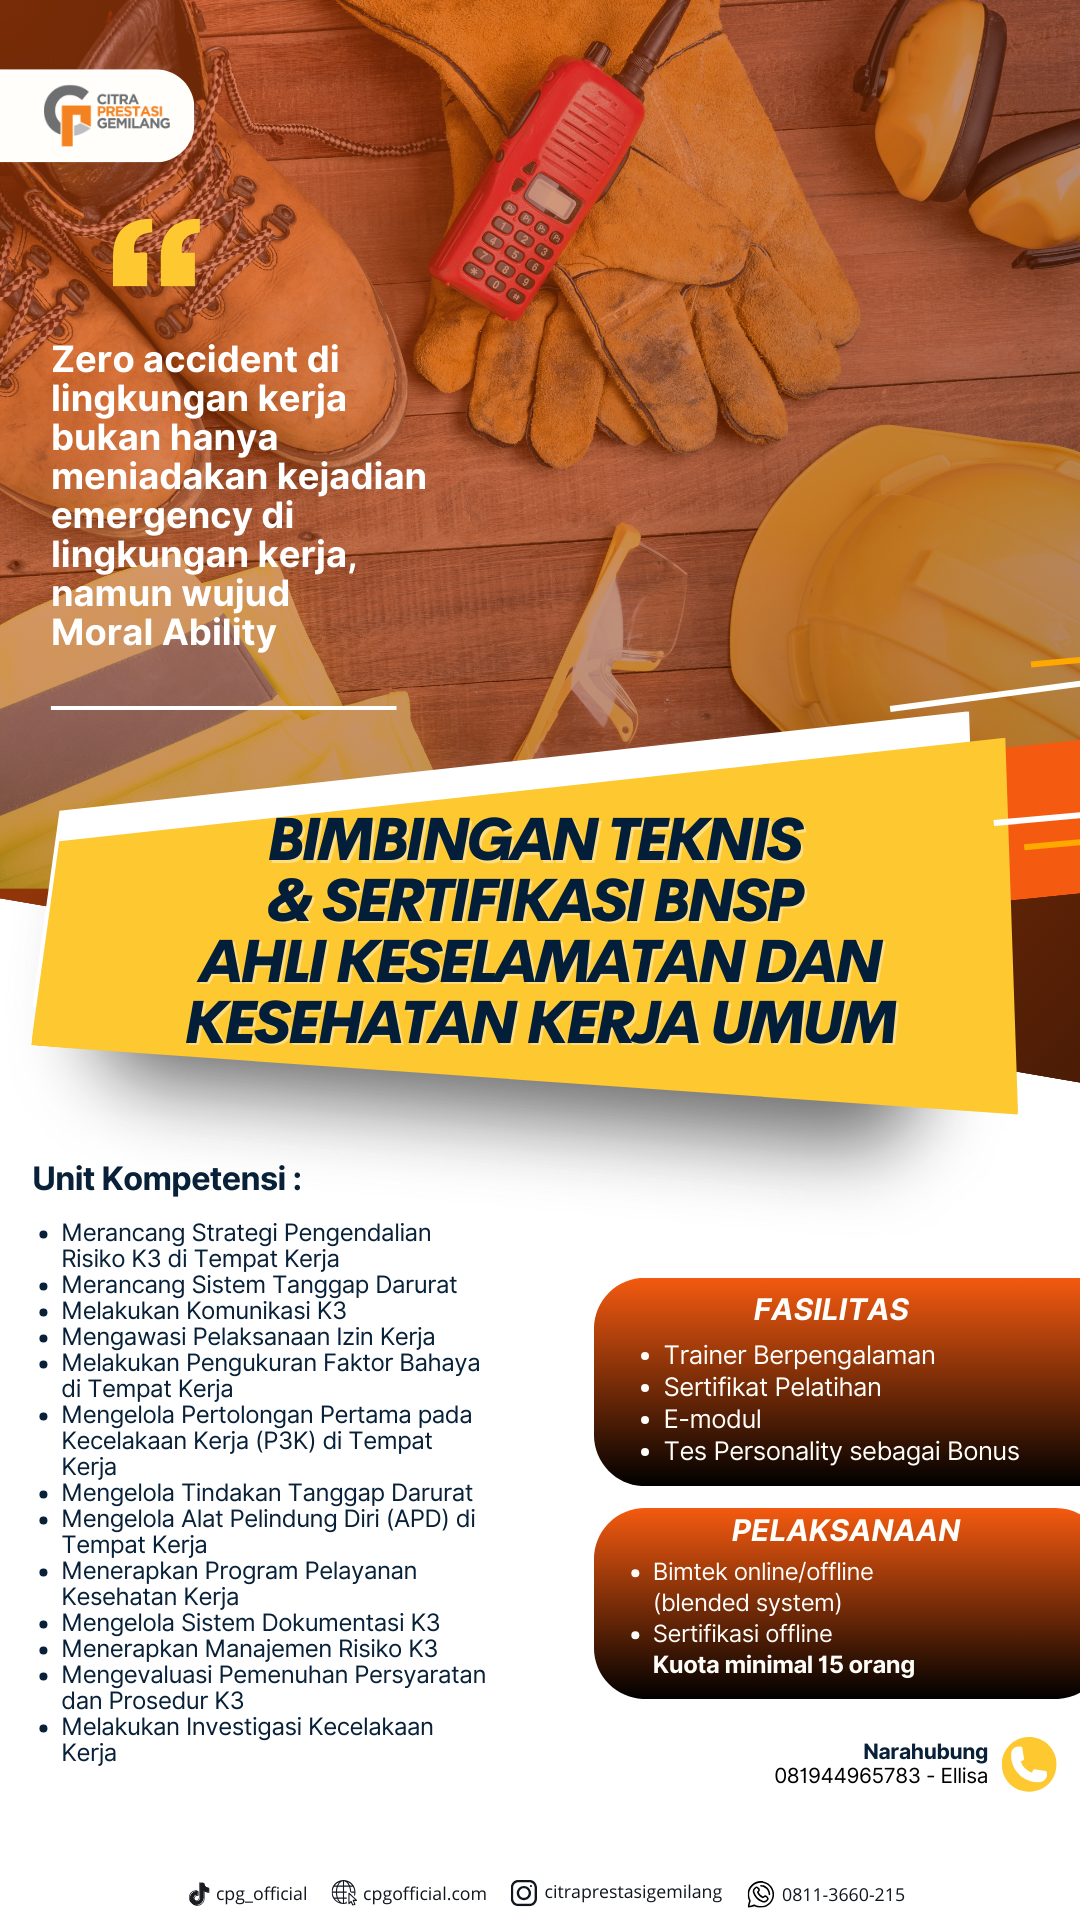 CITRA
PRESTASI
GEMILANG
Zero accident di
lingkungan kerja
bukan hanya
meniadakan kejadian
emergency di
lingkungan kerja,
namun wujud
Moral Ability
BIMBINGAN TEKNIS
& SERTIFIKASI BNSP
AHLI KESELAMATAN DAN
KESEHATAN KERJA UMUM
Unit Kompetensi :
• Merancang Strategi Pengendalian
Risiko K3 di Tempat Kerja
• Merancang Sistem Tanggap Darurat
• Melakukan Komunikasi K3
• Mengawasi Pelaksanaan Izin Kerja
• Melakukan Pengukuran Faktor Bahaya
di Tempat Kerja
• Mengelola Pertolongan Pertama pada
Kecelakaan Kerja (P3K) di Tempat
Kerja
• Mengelola Tindakan Tanggap Darurat
• Mengelola Alat Pelindung Diri (APD) di
Tempat Kerja
• Menerapkan Program Pelayanan
Kesehatan Kerja
• Mengelola Sistem Dokumentasi K3
• Menerapkan Manajemen Risiko K3
• Mengevaluasi Pemenuhan Persyaratan
dan Prosedur K3
• Melakukan Investigasi Kecelakaan
Kerja
FASILITAS
• Trainer Berpengalaman
• Sertifikat Pelatihan
• E-modul
• Tes Personality sebagai Bonus
PELAKSANAAN
• Bimtek online/offline
(blended system)
• Sertifikasi offline
Kuota minimal 15 orang
Narahubung
081944965783 - Ellisa
cpg_official
cpgofficial.com
citraprestasigemilang
0811-3660-215